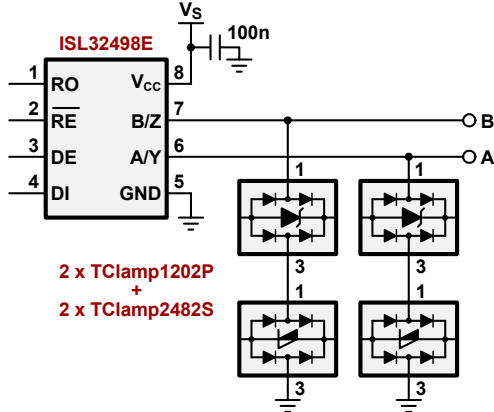 VS
ISL32498E
100n
1 RO VCC 8
2 RE B/Z 7 B
3 DE A/Y 6 A
4 DI GND 5
1 1
3 3
2 x TClamp1202P
+
2 x TClamp2482S
1 1
3 3